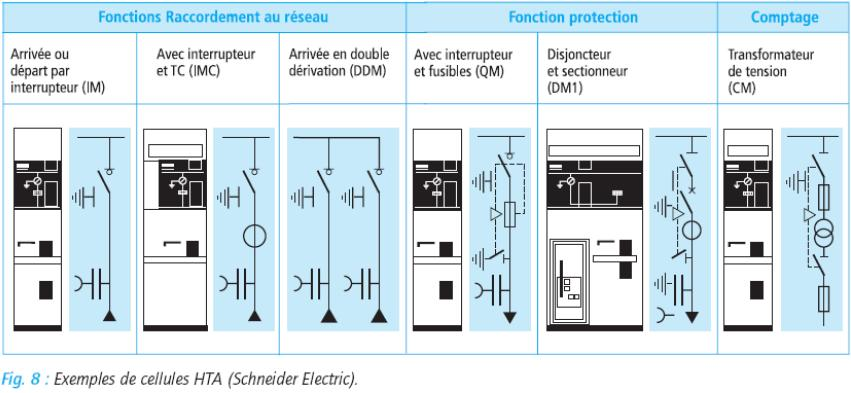 Fonctions Raccordement au réseau
Fonction protection
Comptage
Arrivée ou
départ par
interrupteur (IM)
Avec interrupteur
et TC (IMC)
Arrivée en double
dérivation (DDM)
Avec interrupteur
et fusibles (QM)
Disjoncteur
et sectionneur
(DM1)
Transformateur
de tension
(CM)
Fig. 8 : Exemples de cellules HTA (Schneider Electric).